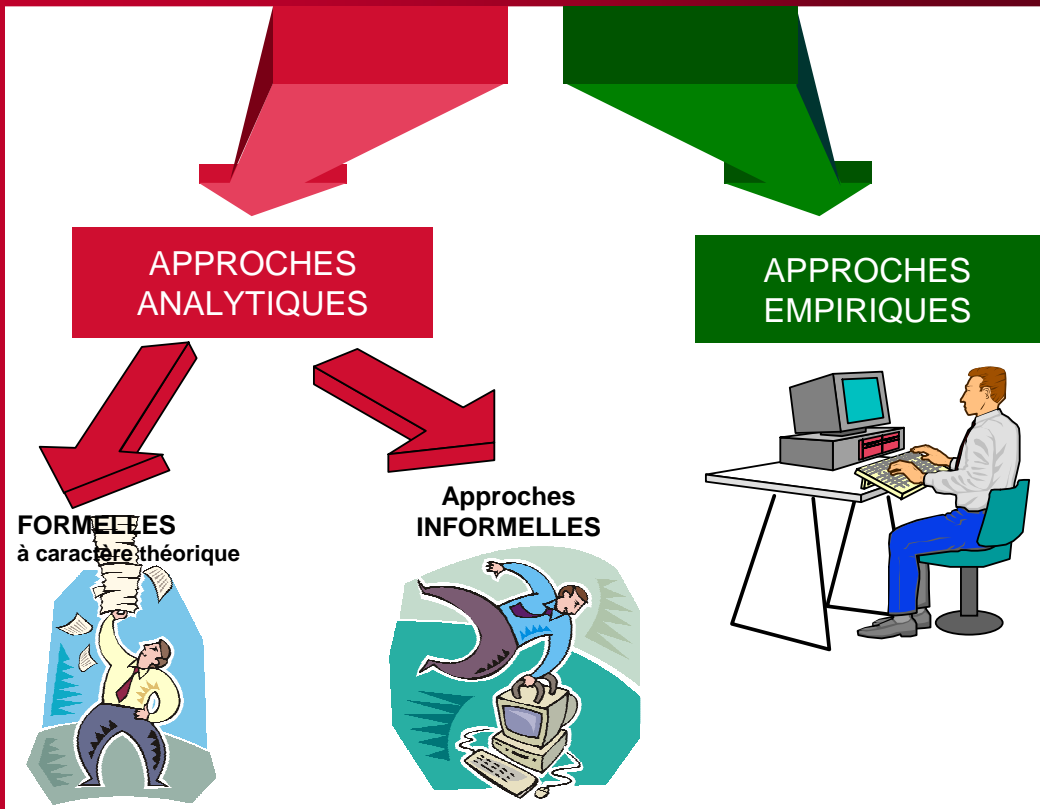 APPROCHES
ANALYTIQUES
APPROCHES
EMPIRIQUES
FORMELLES
à caractère théorique
Approches
INFORMELLES